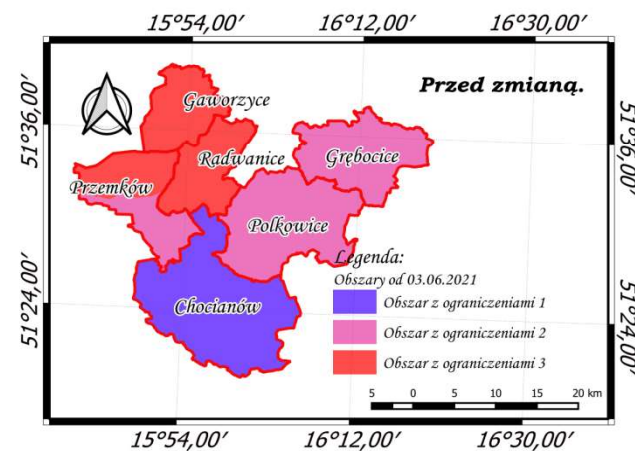 15°54,00′ 16°12,00′ 16°30,00′
Przed zmianą.
51°36,00′ 51°36,00′
Gaworzyce
Radwanice
Grębocice
Przemków
Polkowice
Legenda:
Obszary od 03.06.2021
51°24,00′ 51°24,00′
Chocianów
Obszar z ograniczeniami 1
Obszar z ograniczeniami 2
Obszar z ograniczeniami 3
5 0 5 10 15 20 km
15°54,00′ 16°12,00′ 16°30,00′